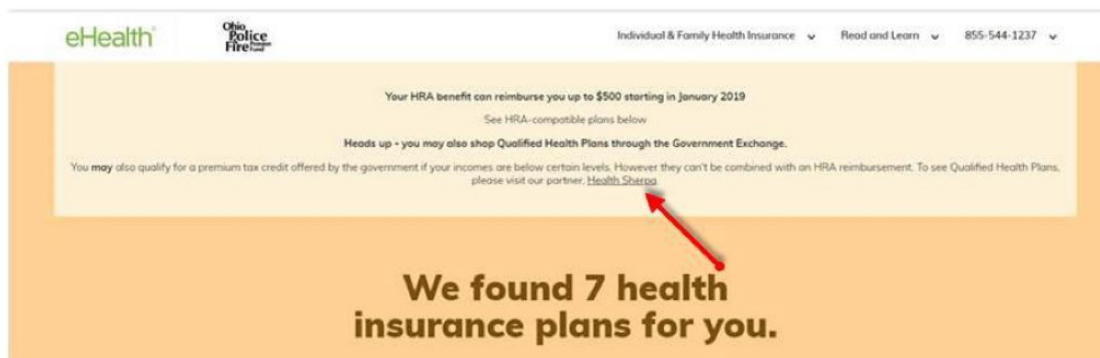 eHealth
Ohio
Police
Fire Pension
Fund
Individual & Family Health Insurance
Read and Learn
855-544-1237
Your HRA benefit can reimburse you up to $500 starting in January 2019
See HRA-compatible plans below
Heads up - you may also shop Qualified Health Plans through the Government Exchange.
You may also qualify for a premium tax credit offered by the government if your incomes are below certain levels. However they can't be combined with an HRA reimbursement. To see Qualified Health Plans,
please visit our partner, Health Sherpa
We found 7 health
insurance plans for you.